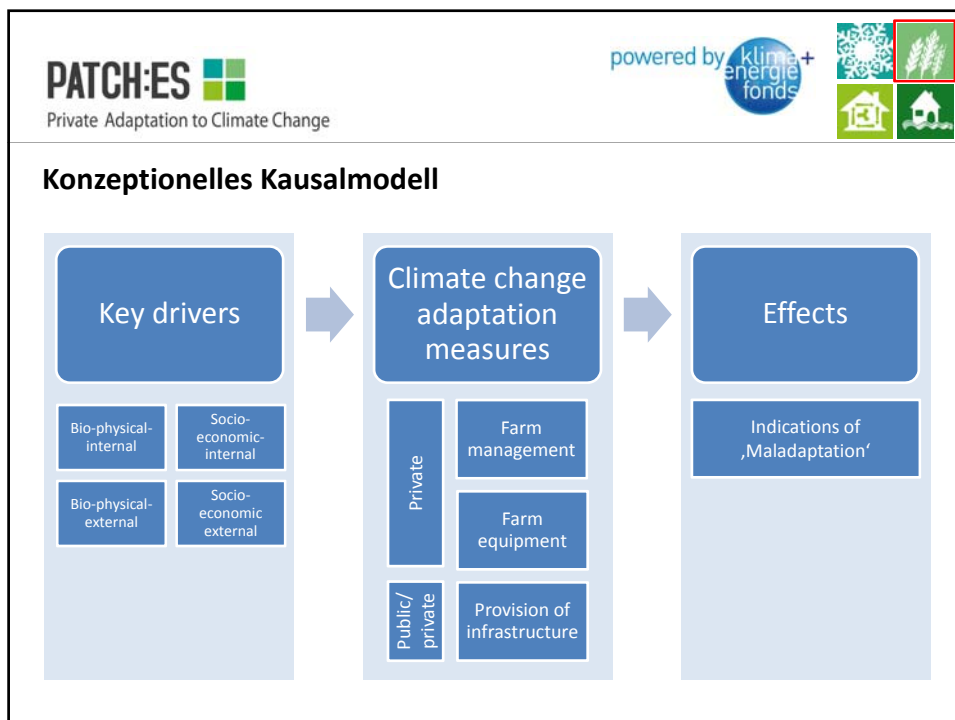 PATCH:ES
Private Adaptation to Climate Change
powered by klima+
energie
fonds
Konzeptionelles Kausalmodell
Key drivers
Bio-physical-
internal
Socio-
economic-
internal
Bio-physical-
external
Socio-
economic
external
Climate change
adaptation
measures
Private
Farm
management
Farm
equipment
Public/
private
Provision of
infrastructure
Effects
Indications of
‚Maladaptation‘